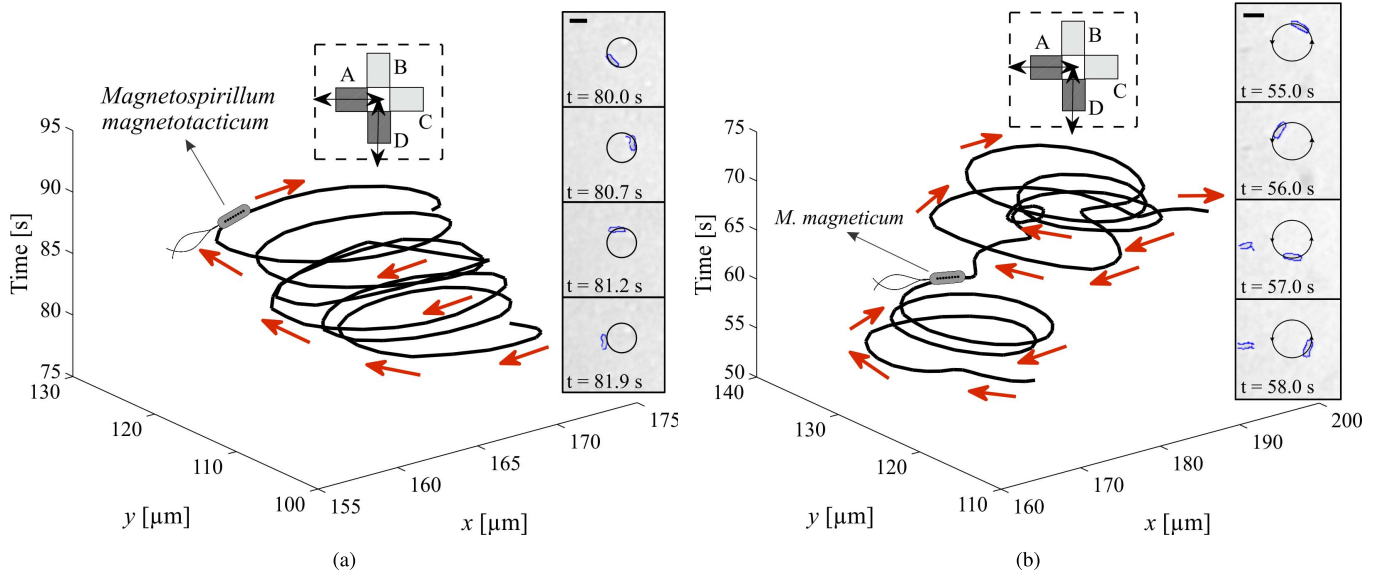 A
B
C
D
Magnetospirillum
magnetotacticum
95
90
85
80
75
Time [s]
130
120
110
100
y [µm]
155
160
165
170
175
x [µm]
t = 80.0 s
t = 80.7 s
t = 81.2 s
t = 81.9 s
(a)
A
B
C
D
M. magneticum
75
70
65
60
55
50
Time [s]
140
130
120
110
y [µm]
160
170
180
190
200
x [µm]
t = 55.0 s
t = 56.0 s
t = 57.0 s
t = 58.0 s
(b)